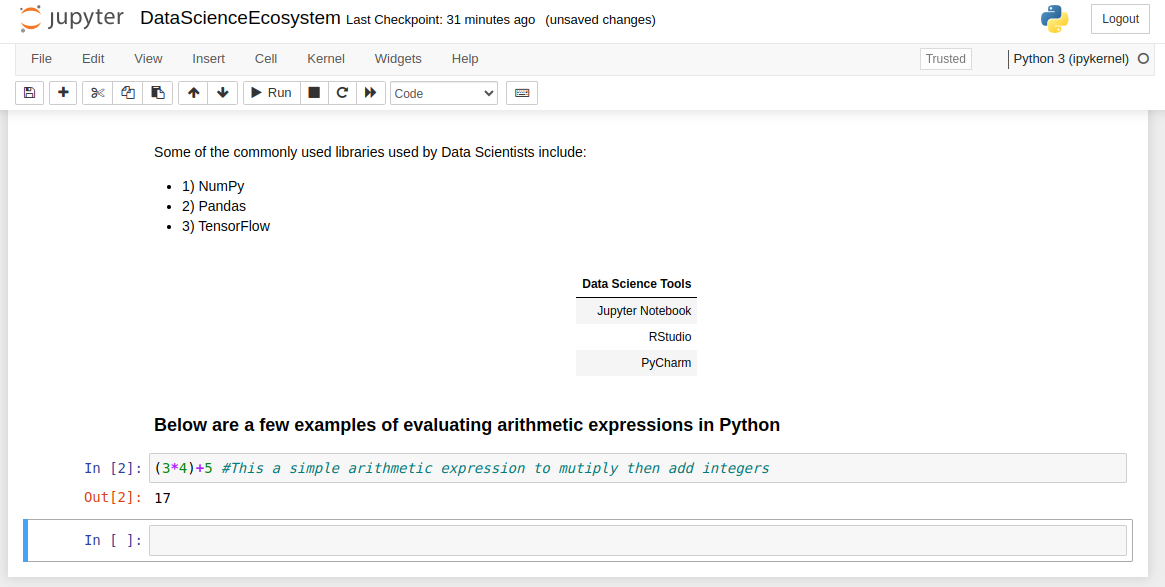 jupyter DataScienceEcosystem Last Checkpoint: 31 minutes ago (unsaved changes) Logout
File Edit View Insert Cell Kernel Widgets Help Trusted Python 3 (ipykernel)
Run Code
Some of the commonly used libraries used by Data Scientists include:
• 1) NumPy
• 2) Pandas
• 3) TensorFlow
Data Science Tools
Jupyter Notebook
RStudio
PyCharm
Below are a few examples of evaluating arithmetic expressions in Python
In [2]: (3*4)+5 #This a simple arithmetic expression to mutiply then add integers
Out[2]: 17
In [ ]: